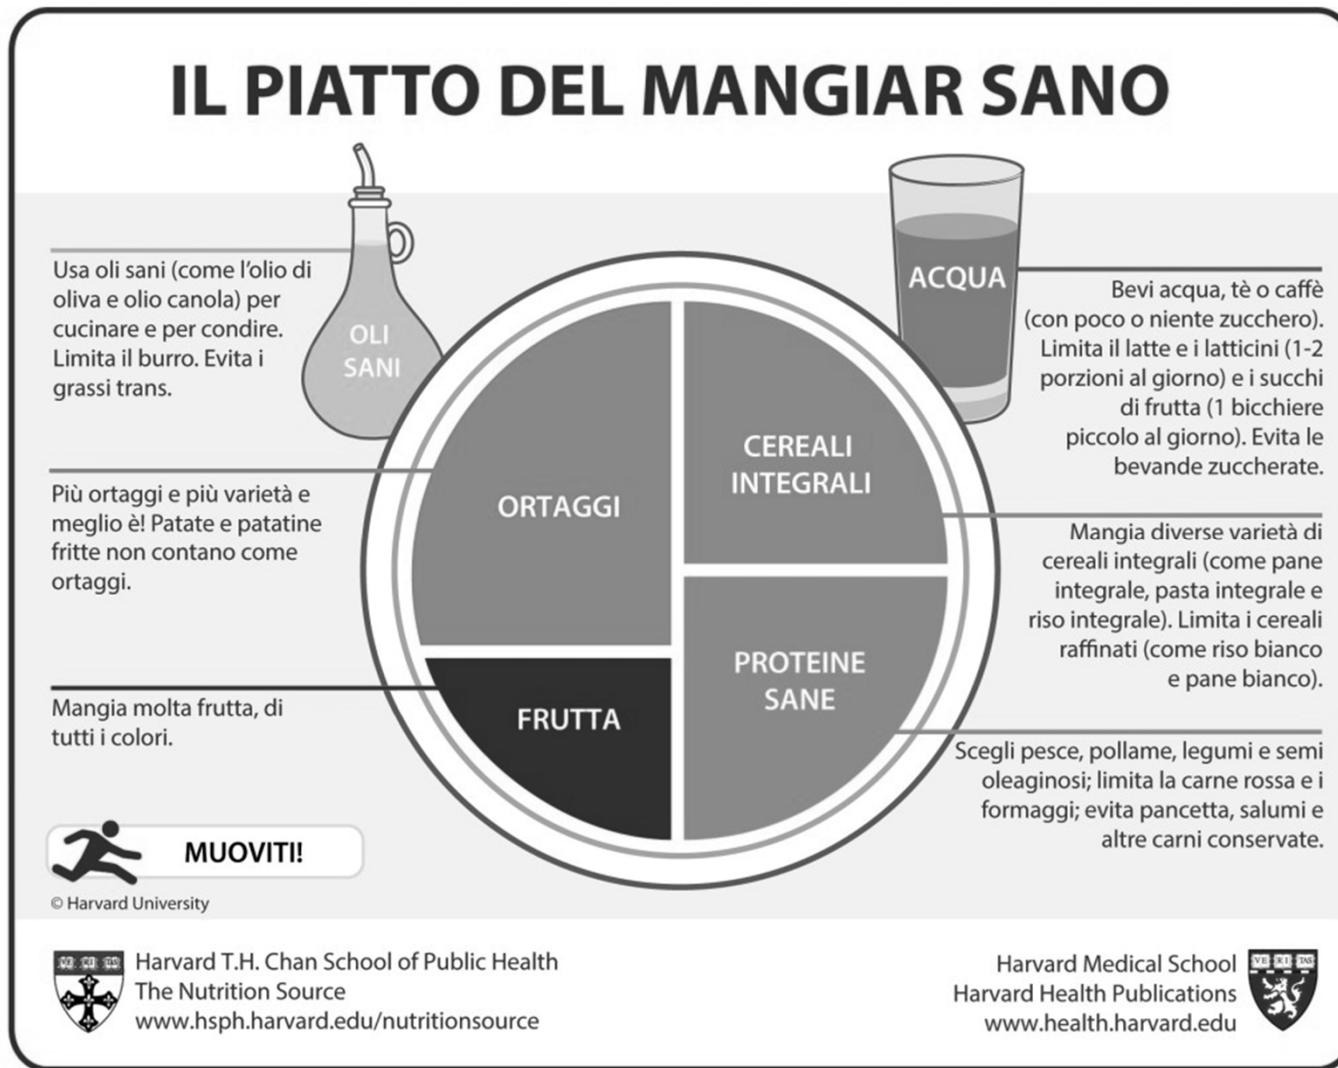 IL PIATTO DEL MANGIAR SANO
Usa oli sani (come l'olio di
oliva e olio canola) per
cucinare e per condire.
Limita il burro. Evita i
grassi trans.
OLI
SANI
ACQUA
Bevi acqua, tè o caffè
(con poco o niente zucchero).
Limita il latte e i latticini (1-2
porzioni al giorno) e i succhi
di frutta (1 bicchiere
piccolo al giorno). Evita le
bevande zuccherate.
Più ortaggi e più varietà e
meglio è! Patate e patatine
fritte non contano come
ortaggi.
ORTAGGI
CEREALI
INTEGRALI
Mangia diverse varietà di
cereali integrali (come pane
integrale, pasta integrale e
riso integrale). Limita i cereali
raffinati (come riso bianco
e pane bianco).
Mangia molta frutta, di
tutti i colori.
FRUTTA
PROTEINE
SANE
Scegli pesce, pollame, legumi e semi
oleaginosi; limita la carne rossa e i
formaggi; evita pancetta, salumi e
altre carni conservate.
MUOVITI!
© Harvard University
Harvard T.H. Chan School of Public Health
The Nutrition Source
www.hsph.harvard.edu/nutritionsource
Harvard Medical School
Harvard Health Publications
www.health.harvard.edu
VE RI TAS